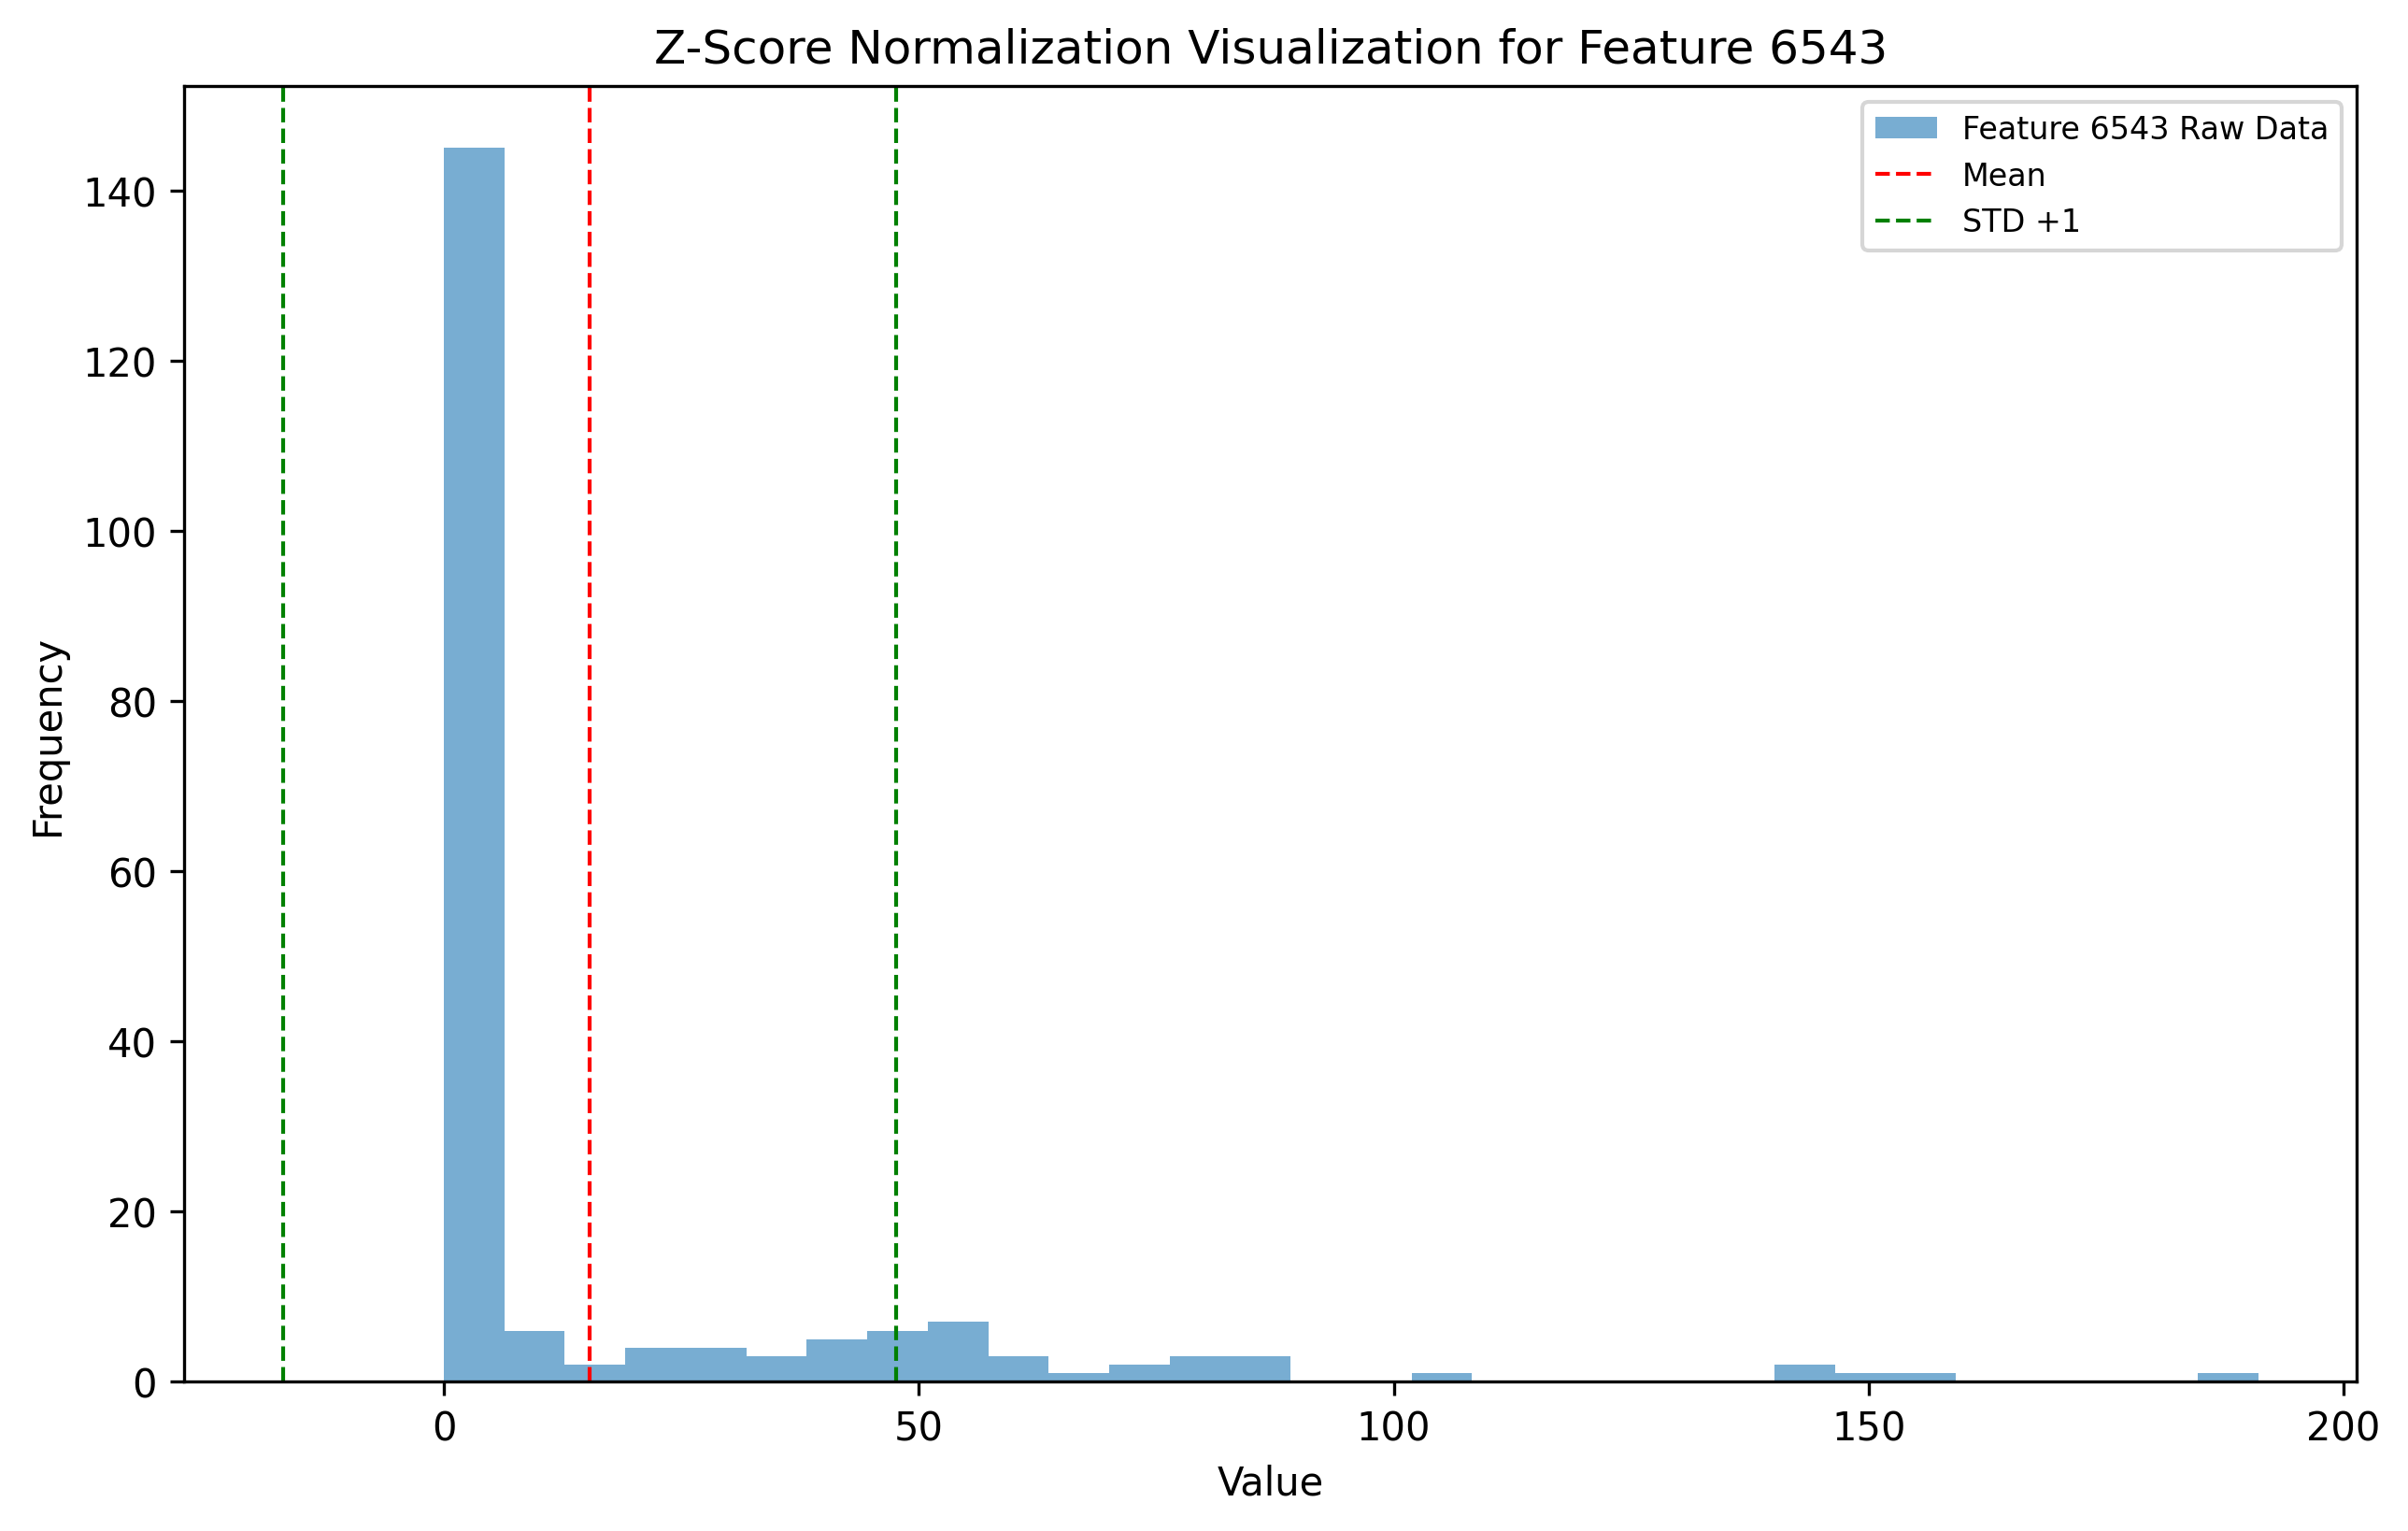 Z-Score Normalization Visualization for Feature 6543
Feature 6543 Raw Data
Mean
STD +1
140
120
100
80
60
40
20
0
Frequency
0 50 100 150 200
Value